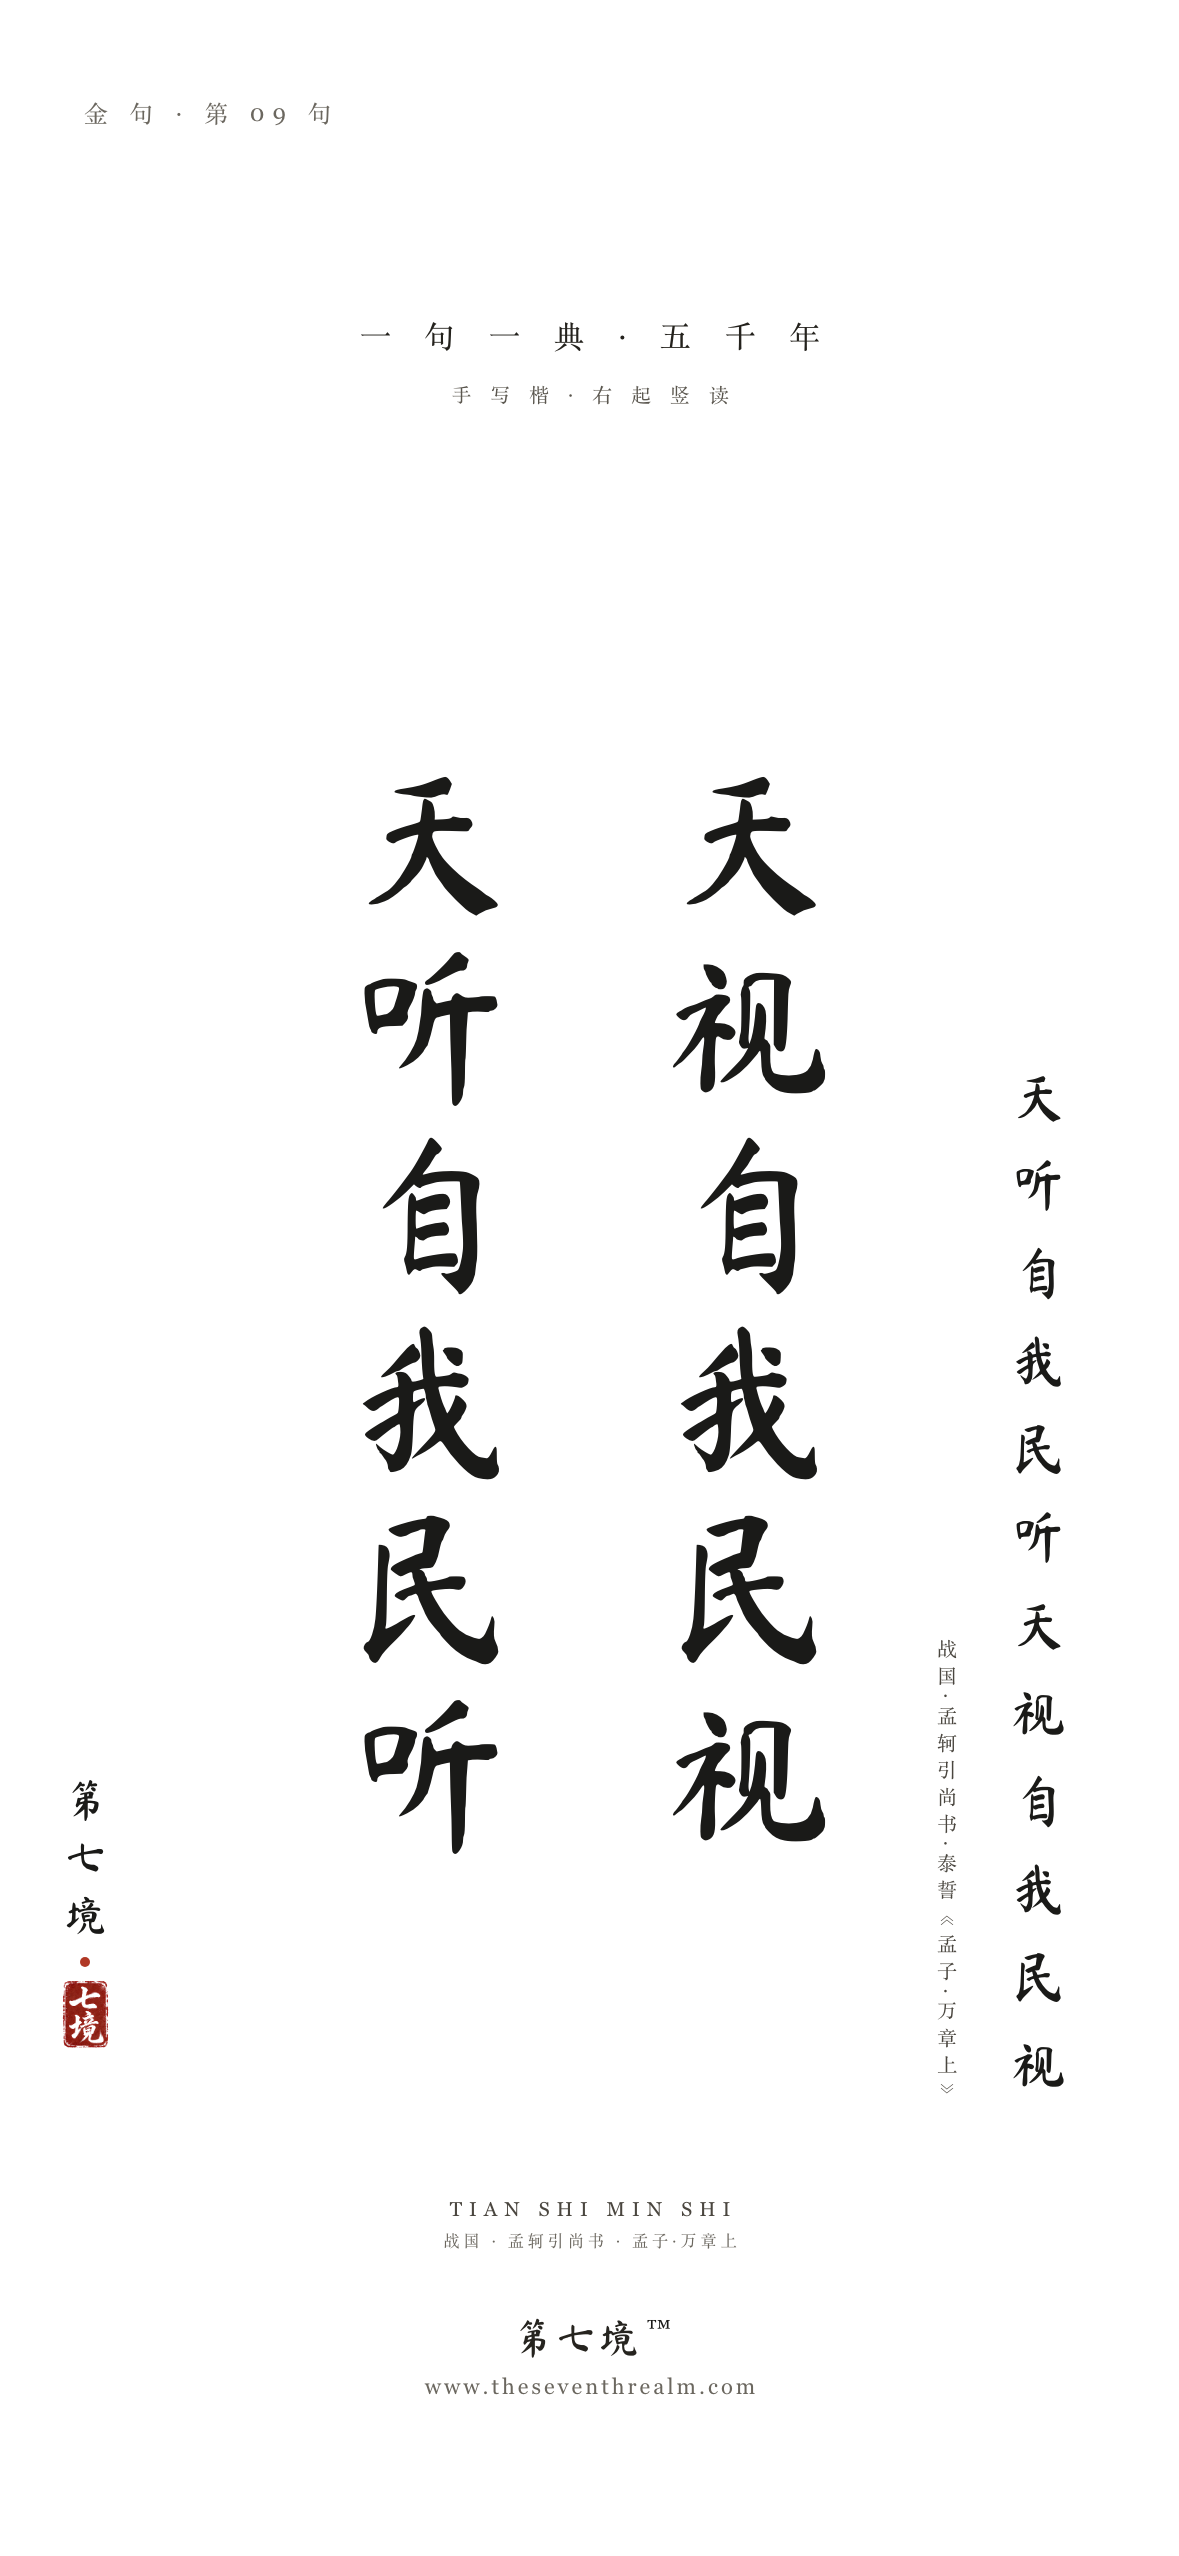 金句·第09句
一句一典·五千年
手写楷·右起竖读
天视自我民视
天听自我民听
天听自我民听天视自我民视
战国·孟轲引尚书·泰誓《孟子·万章上》
第七境
七境
TIAN SHI MIN SHI
战国 · 孟轲引尚书 · 孟子·万章上
第七境™
www.theseventhrealm.com